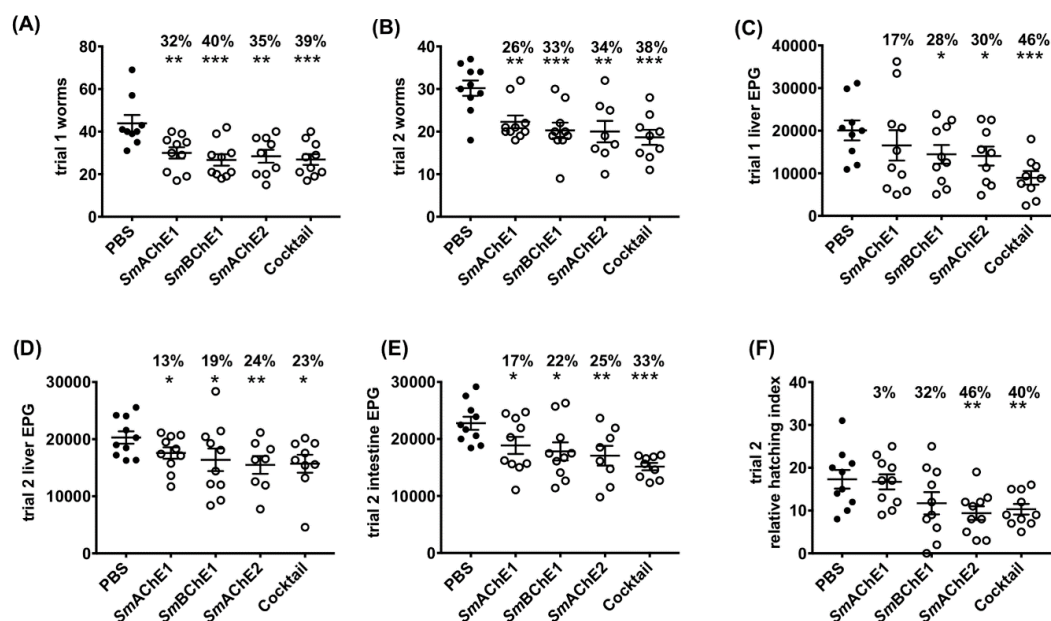 (A)
32% 40% 35% 39%
** *** ** ***
trial 1 worms
80
60
40
20
0
PBS
SmAChE1
SmBChE1
SmAChE2
Cocktail
(B)
26% 33% 34% 38%
** *** ** ***
trial 2 worms
40
30
20
10
0
PBS
SmAChE1
SmBChE1
SmAChE2
Cocktail
(C)
17% 28% 30% 46%
* * ***
trial 1 liver EPG
40000
30000
20000
10000
0
PBS
SmAChE1
SmBChE1
SmAChE2
Cocktail
(D)
13% 19% 24% 23%
* * ** *
trial 2 liver EPG
30000
20000
10000
0
PBS
SmAChE1
SmBChE1
SmAChE2
Cocktail
(E)
17% 22% 25% 33%
* * ** ***
trial 2 intestine EPG
30000
20000
10000
0
PBS
SmAChE1
SmBChE1
SmAChE2
Cocktail
(F)
3% 32% 46% 40%
** **
trial 2
relative hatching index
40
30
20
10
0
PBS
SmAChE1
SmBChE1
SmAChE2
Cocktail